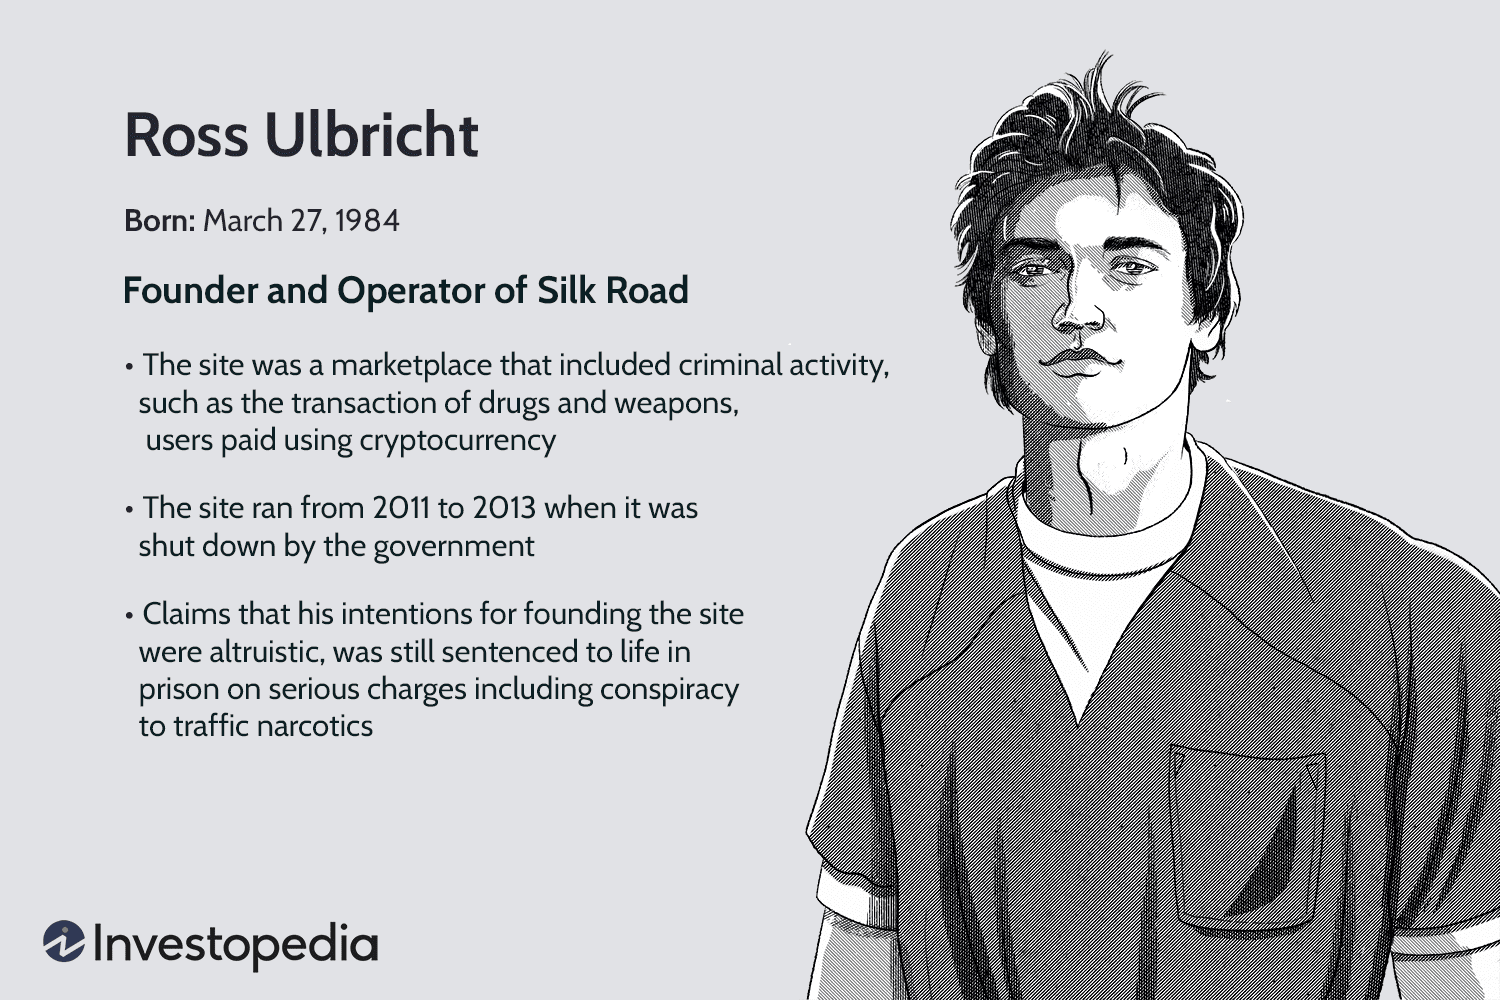 Ross Ulbricht
Born: March 27, 1984
Founder and Operator of Silk Road
• The site was a marketplace that included criminal activity,
such as the transaction of drugs and weapons,
users paid using cryptocurrency
• The site ran from 2011 to 2013 when it was
shut down by the government
• Claims that his intentions for founding the site
were altruistic, was still sentenced to life in
prison on serious charges including conspiracy
to traffic narcotics
Investopedia